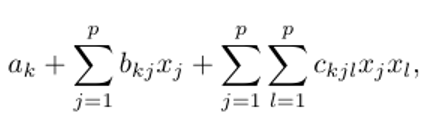 $a_k + \sum_{j=1}^{p} b_{kj} x_j + \sum_{j=1}^{p} \sum_{l=1}^{p} c_{kjl} x_j x_l,$